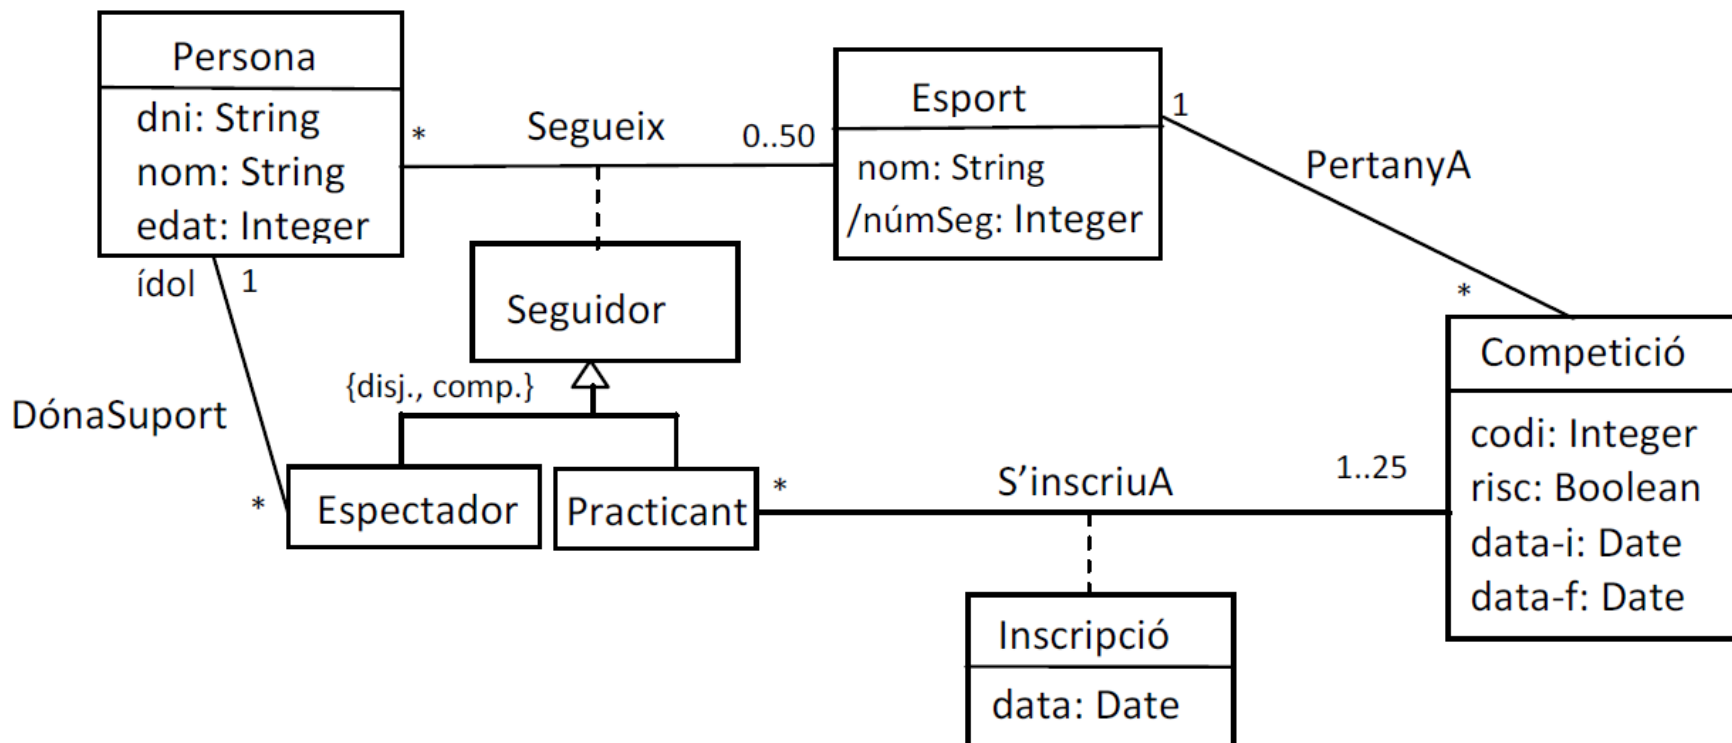 Persona
dni: String
nom: String
edat: Integer
*
Segueix
0..50
Esport
nom: String
/númSeg: Integer
1
PertanyA
*
ídol
1
Seguidor
{disj., comp.}
DónaSuport
*
Espectador
Practicant
*
S’inscriuA
1..25
Competició
codi: Integer
risc: Boolean
data-i: Date
data-f: Date
Inscripció
data: Date